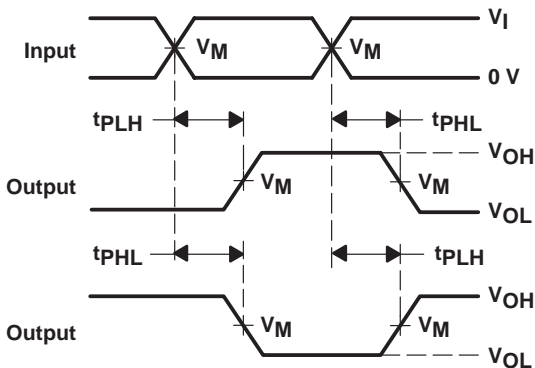 VI
Input VM VM
0 V
tPLH tPHL
VOH
Output VM VM
VOL
tPHL tPLH
VOH
Output VM VM
VOL